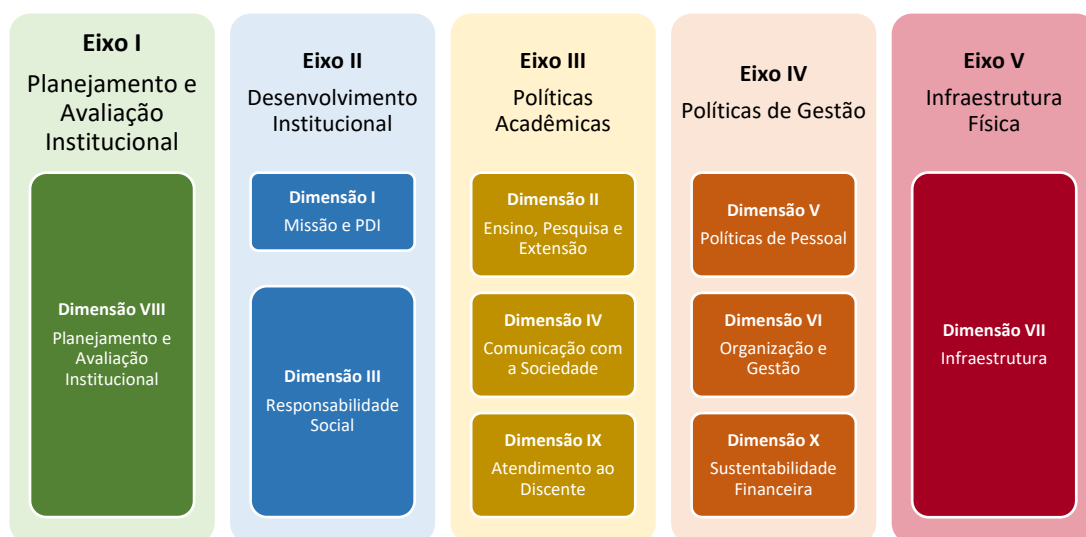 Eixo I
Planejamento e
Avaliação
Institucional
Dimensão VIII
Planejamento e
Avaliação
Institucional
Eixo II
Desenvolvimento
Institucional
Dimensão I
Missão e PDI
Dimensão III
Responsabilidade
Social
Eixo III
Políticas
Acadêmicas
Dimensão II
Ensino, Pesquisa e
Extensão
Dimensão IV
Comunicação com
a Sociedade
Dimensão IX
Atendimento ao
Discente
Eixo IV
Políticas de Gestão
Dimensão V
Políticas de Pessoal
Dimensão VI
Organização e
Gestão
Dimensão X
Sustentabilidade
Financeira
Eixo V
Infraestrutura
Física
Dimensão VII
Infraestrutura